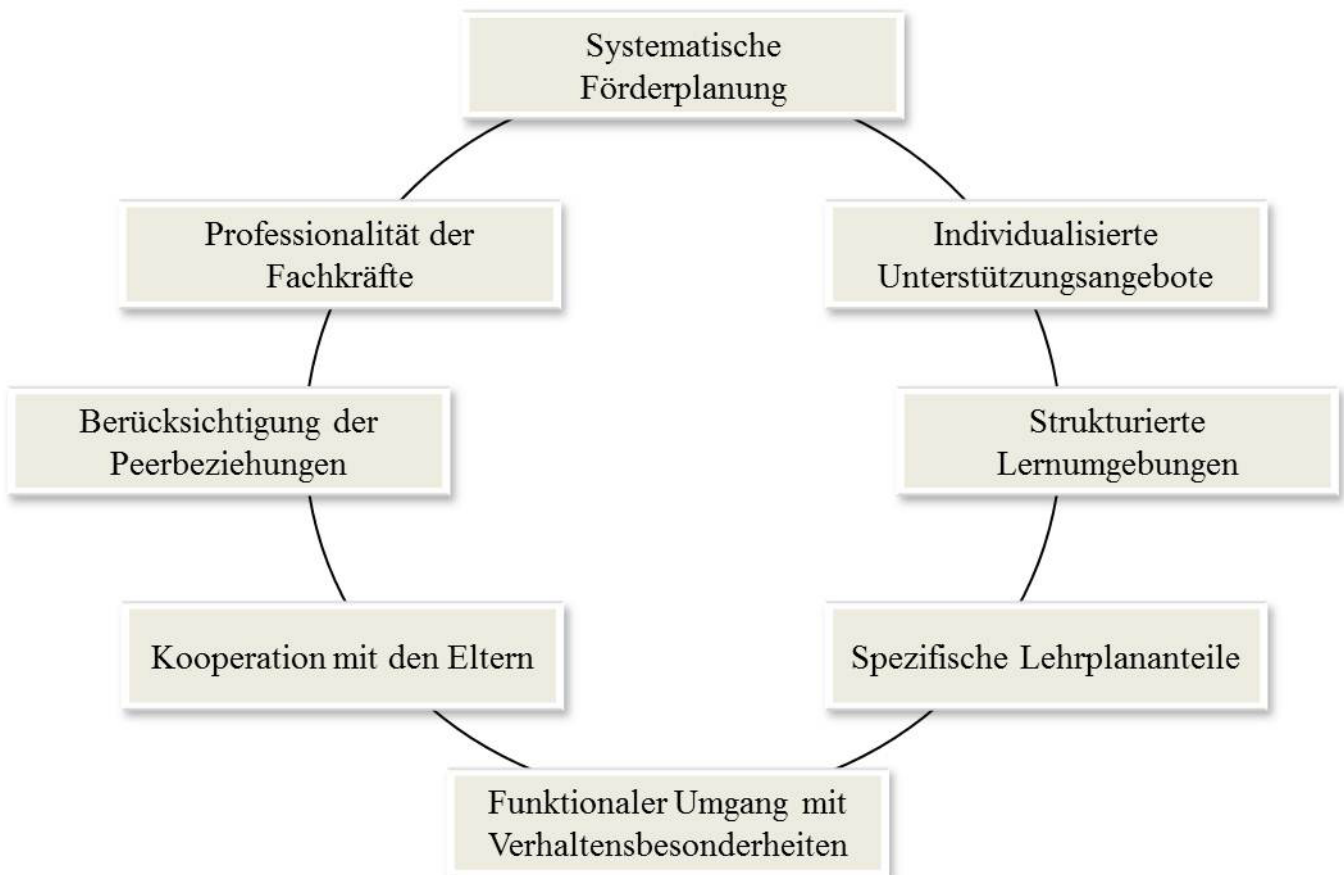 Systematische
Förderplanung
Professionalität der
Fachkräfte
Individualisierte
Unterstützungsangebote
Berücksichtigung der
Peerbeziehungen
Strukturierte
Lernumgebungen
Kooperation mit den Eltern
Spezifische Lehrplananteile
Funktionaler Umgang mit
Verhaltensbesonderheiten